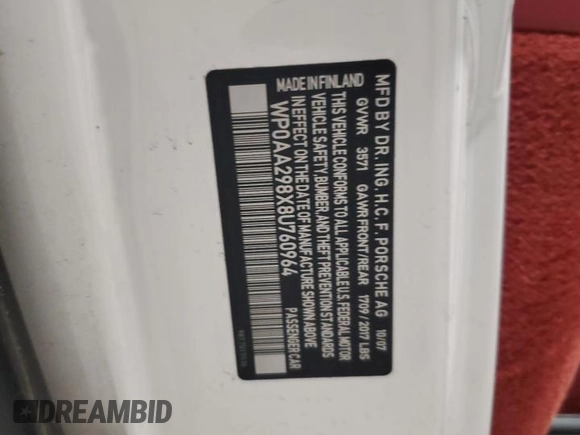 MFD BY DR. ING. H.C. F. PORSCHE AG 10/07
GVWR 3571 GAWR FRONT/REAR 1709 / 2017 LBS
THIS VEHICLE CONFORMS TO ALL APPLICABLE U.S. FEDERAL MOTOR
VEHICLE SAFETY, BUMPER, AND THEFT PREVENTION STANDARDS
IN EFFECT ON THE DATE OF MANUFACTURE SHOWN ABOVE
WP0AA298X8U760964 PASSENGER CAR
MADE IN FINLAND
DREAMBID